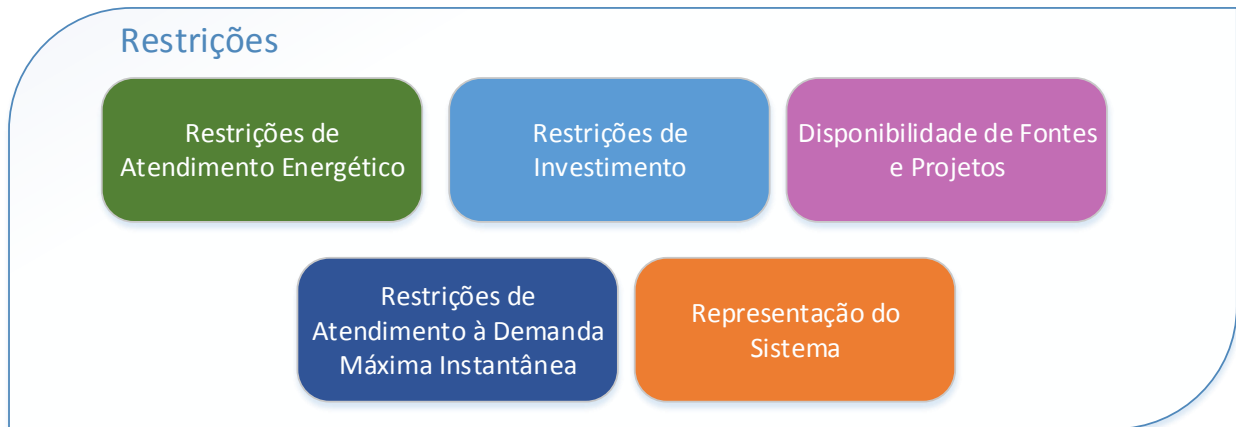 Restrições
Restrições de
Atendimento Energético
Restrições de
Investimento
Disponibilidade de Fontes
e Projetos
Restrições de
Atendimento à Demanda
Máxima Instantânea
Representação do
Sistema